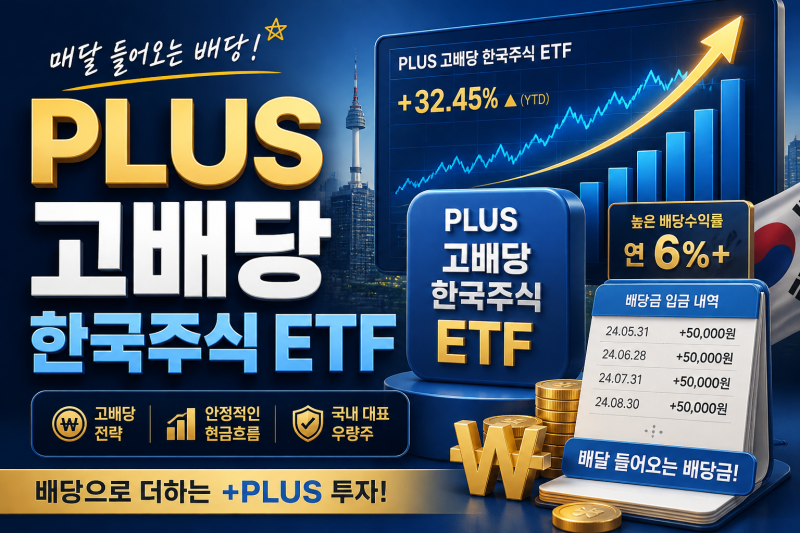 매달 들어오는 배당!
PLUS
고배당
한국주식 ETF
고배당
전략
안정적인
현금흐름
국내 대표
우량주
배당으로 더하는 +PLUS 투자!
PLUS 고배당 한국주식 ETF
+32.45% ▲ (YTD)
PLUS
고배당
한국주식
ETF
높은 배당수익률
연 6%+
배당금 입금 내역
24.05.31 +50,000원
24.06.28 +50,000원
24.07.31 +50,000원
24.08.30 +50,000원
배달 들어오는 배당금!
₩